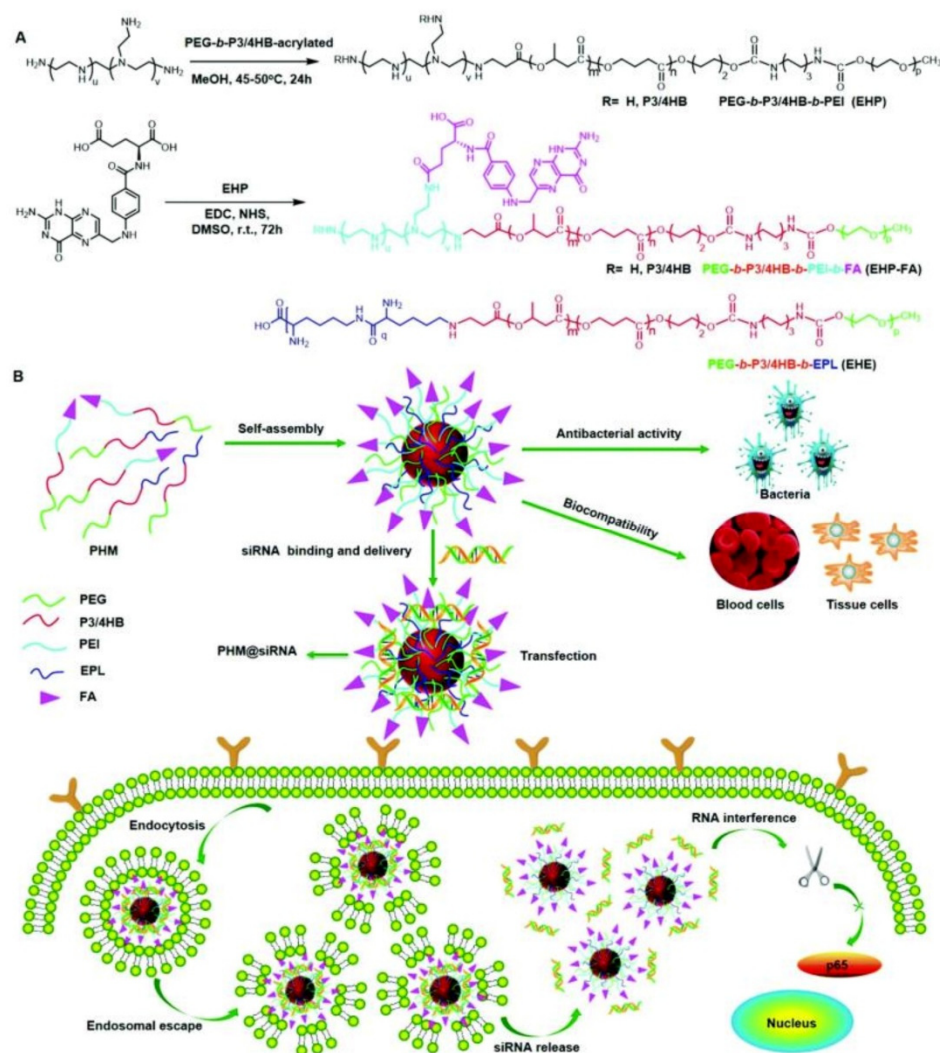 A
PEG-b-P3/4HB-acrylated
MeOH, 45-50°C, 24h
R= H, P3/4HB
PEG-b-P3/4HB-b-PEI (EHP)
EHP
EDC, NHS,
DMSO, r.t., 72h
R= H, P3/4HB
PEG-b-P3/4HB-b-PEI-b-FA (EHP-FA)
PEG-b-P3/4HB-b-EPL (EHE)
B
Self-assembly
Antibacterial activity
Bacteria
Biocompatibility
PHM
siRNA binding and delivery
Blood cells
Tissue cells
PEG
P3/4HB
PEI
EPL
FA
PHM@siRNA
Transfection
Endocytosis
RNA interference
p65
Endosomal escape
siRNA release
Nucleus